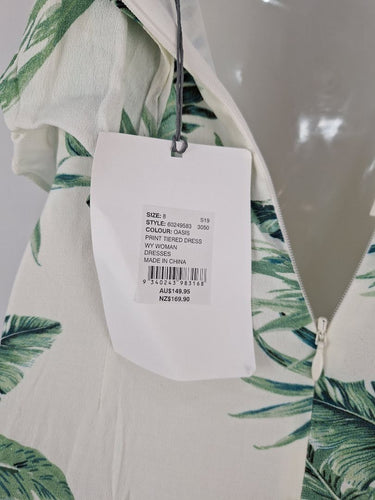 SIZE: 8 S19
STYLE: 60249583 3050
COLOUR: OASIS
PRINT TIERED DRESS
WY WOMAN
DRESSES
MADE IN CHINA
9 340243 983168
AU$149.95
NZ$169.90